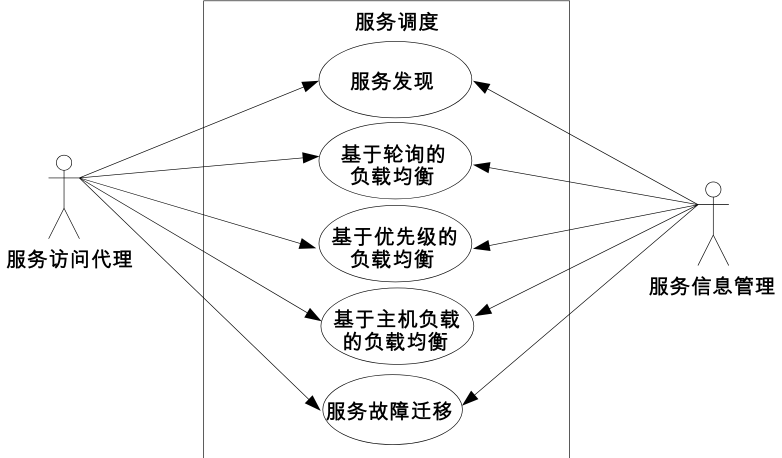 服务调度
服务发现
基于轮询的
负载均衡
基于优先级的
负载均衡
服务访问代理
服务信息管理
基于主机负载
的负载均衡
服务故障迁移